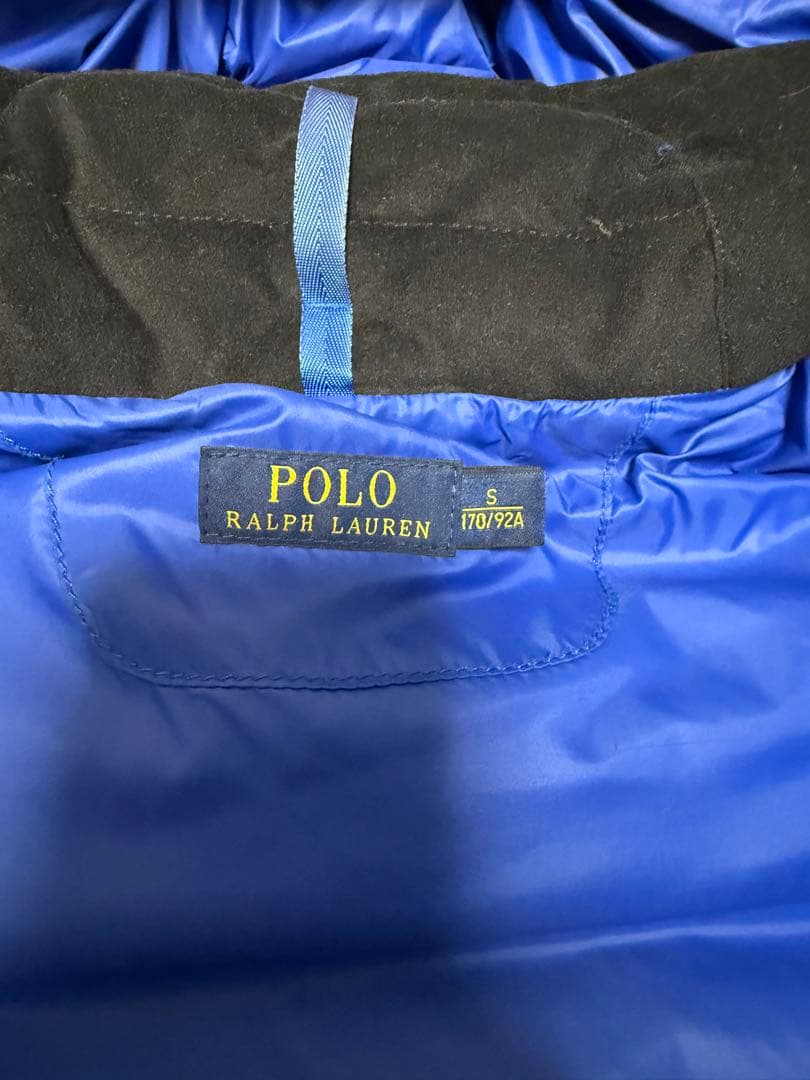 POLO
RALPH LAUREN
S
170/92A